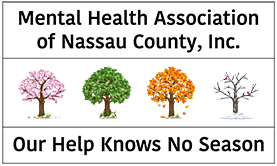 Mental Health Association
of Nassau County, Inc.
Our Help Knows No Season